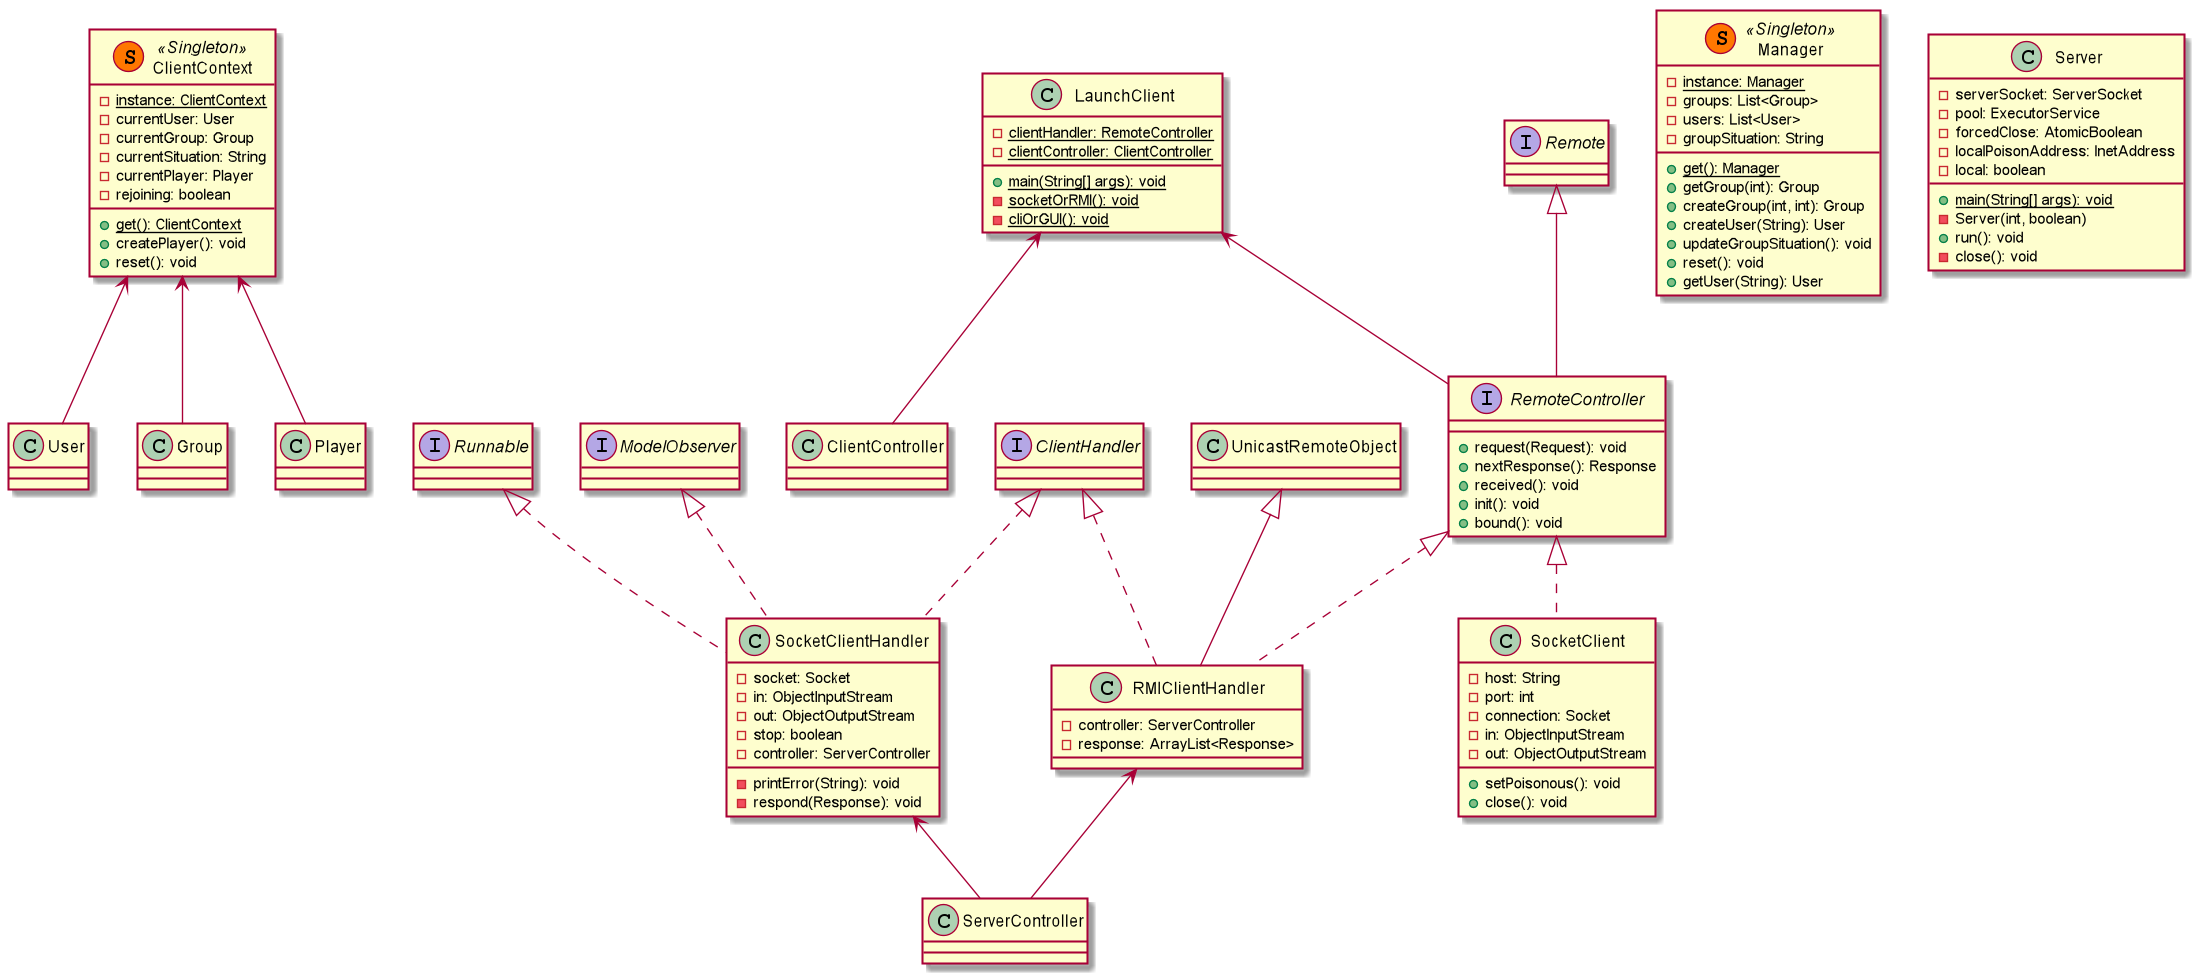 S
«Singleton»
ClientContext
instance: ClientContext
currentUser: User
currentGroup: Group
currentSituation: String
currentPlayer: Player
rejoining: boolean
get(): ClientContext
createPlayer(): void
reset(): void
C LaunchClient
clientHandler: RemoteController
clientController: ClientController
main(String[] args): void
socketOrRMI(): void
cliOrGUI(): void
I Remote
S
«Singleton»
Manager
instance: Manager
groups: List<Group>
users: List<User>
groupSituation: String
get(): Manager
getGroup(int): Group
createGroup(int, int): Group
createUser(String): User
updateGroupSituation(): void
reset(): void
getUser(String): User
C Server
serverSocket: ServerSocket
pool: ExecutorService
forcedClose: AtomicBoolean
localPoisonAddress: InetAddress
local: boolean
main(String[] args): void
Server(int, boolean)
run(): void
close(): void
C User
C Group
C Player
I Runnable
I ModelObserver
C ClientController
I ClientHandler
C UnicastRemoteObject
I RemoteController
request(Request): void
nextResponse(): Response
received(): void
init(): void
bound(): void
C SocketClientHandler
socket: Socket
in: ObjectInputStream
out: ObjectOutputStream
stop: boolean
controller: ServerController
printError(String): void
respond(Response): void
C RMIClientHandler
controller: ServerController
response: ArrayList<Response>
C SocketClient
host: String
port: int
connection: Socket
in: ObjectInputStream
out: ObjectOutputStream
setPoisonous(): void
close(): void
C ServerController